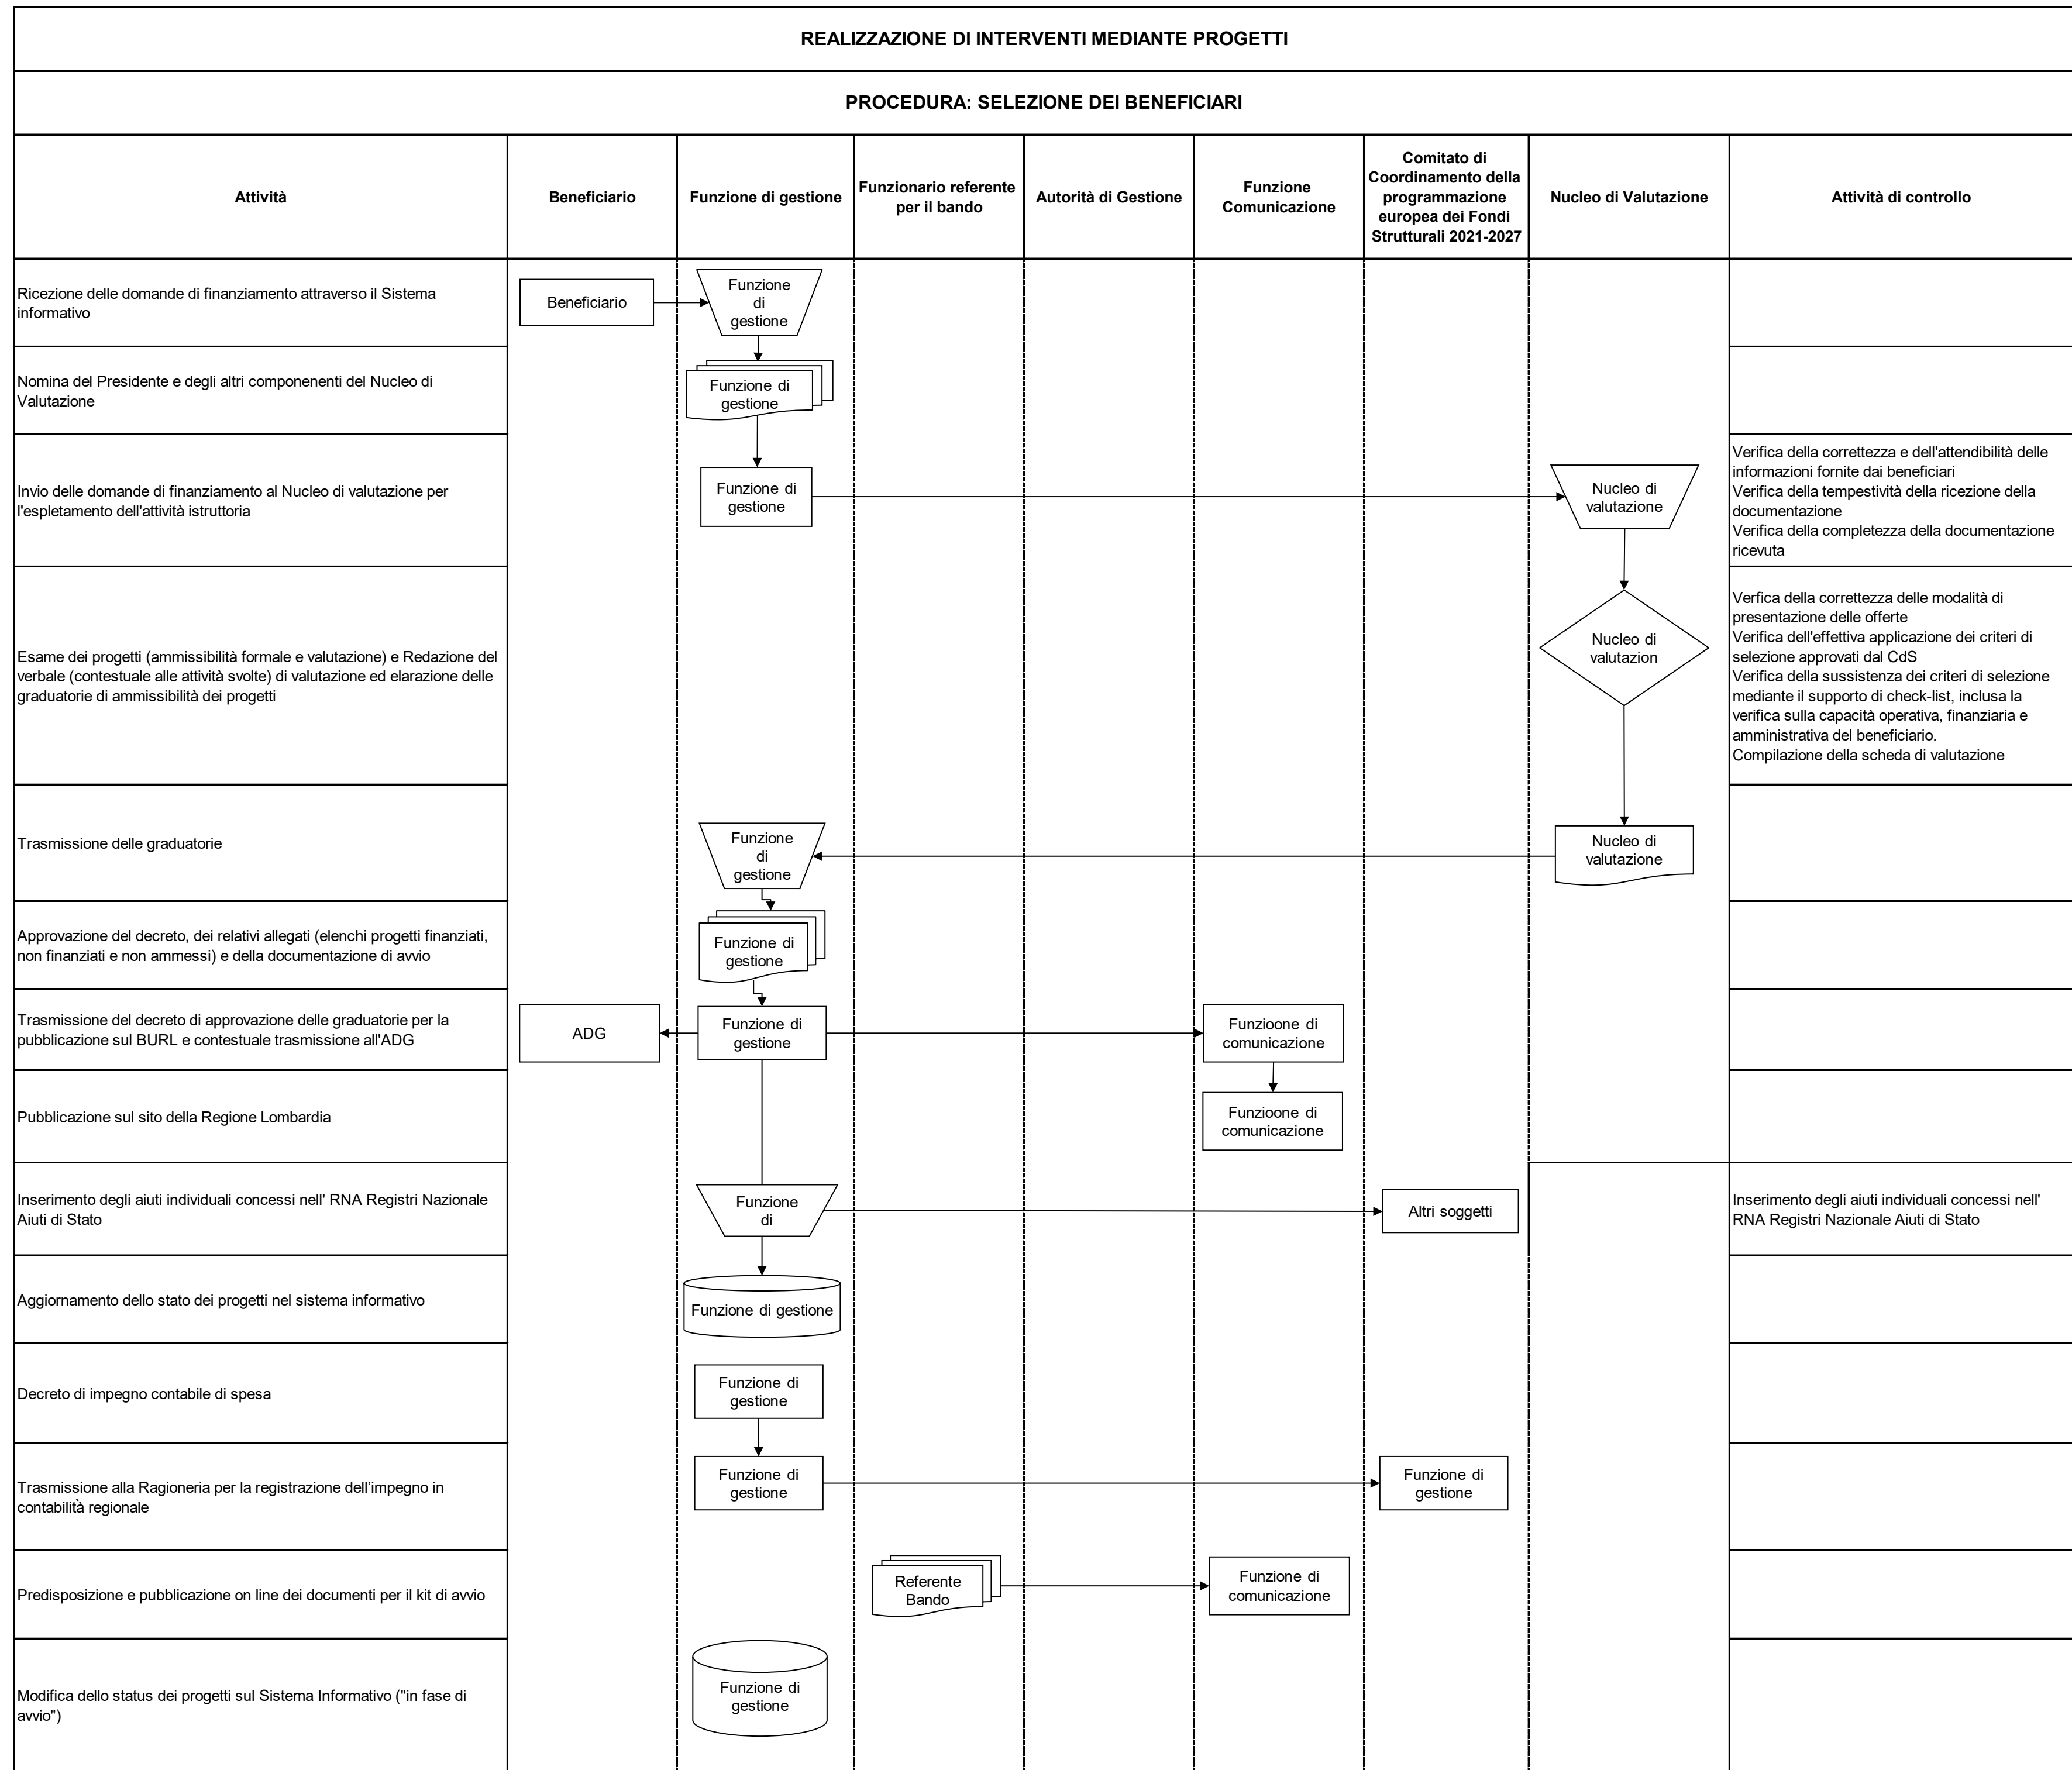 REALIZZAZIONE DI INTERVENTI MEDIANTE PROGETTI
PROCEDURA: SELEZIONE DEI BENEFICIARI
Attività
Beneficiario
Funzione di gestione
Funzionario referente
per il bando
Autorità di Gestione
Funzione
Comunicazione
Comitato di
Coordinamento della
programmazione
europea dei Fondi
Strutturali 2021-2027
Nucleo di Valutazione
Attività di controllo
Ricezione delle domande di finanziamento attraverso il Sistema
informativo
Beneficiario
Funzione
di
gestione
Nomina del Presidente e degli altri componenenti del Nucleo di
Valutazione
Funzione di
gestione
Invio delle domande di finanziamento al Nucleo di valutazione per
l'espletamento dell'attività istruttoria
Funzione di
gestione
Nucleo di
valutazione
Verifica della correttezza e dell'attendibilità delle
informazioni fornite dai beneficiari
Verifica della tempestività della ricezione della
documentazione
Verifica della completezza della documentazione
ricevuta
Esame dei progetti (ammissibilità formale e valutazione) e Redazione del
verbale (contestuale alle attività svolte) di valutazione ed elarazione delle
graduatorie di ammissibilità dei progetti
Nucleo di
valutazion
Verfica della correttezza delle modalità di
presentazione delle offerte
Verifica dell'effettiva applicazione dei criteri di
selezione approvati dal CdS
Verifica della sussistenza dei criteri di selezione
mediante il supporto di check-list, inclusa la
verifica sulla capacità operativa, finanziaria e
amministrativa del beneficiario.
Compilazione della scheda di valutazione
Trasmissione delle graduatorie
Funzione
di
gestione
Nucleo di
valutazione
Approvazione del decreto, dei relativi allegati (elenchi progetti finanziati,
non finanziati e non ammessi) e della documentazione di avvio
Funzione di
gestione
Trasmissione del decreto di approvazione delle graduatorie per la
pubblicazione sul BURL e contestuale trasmissione all'ADG
ADG
Funzione di
gestione
Funzioone di
comunicazione
Pubblicazione sul sito della Regione Lombardia
Funzioone di
comunicazione
Inserimento degli aiuti individuali concessi nell' RNA Registri Nazionale
Aiuti di Stato
Funzione
di
Altri soggetti
Inserimento degli aiuti individuali concessi nell'
RNA Registri Nazionale Aiuti di Stato
Aggiornamento dello stato dei progetti nel sistema informativo
Funzione di gestione
Decreto di impegno contabile di spesa
Funzione di
gestione
Trasmissione alla Ragioneria per la registrazione dell’impegno in
contabilità regionale
Funzione di
gestione
Funzione di
gestione
Predisposizione e pubblicazione on line dei documenti per il kit di avvio
Referente
Bando
Funzione di
comunicazione
Modifica dello status dei progetti sul Sistema Informativo ("in fase di
avvio")
Funzione di
gestione